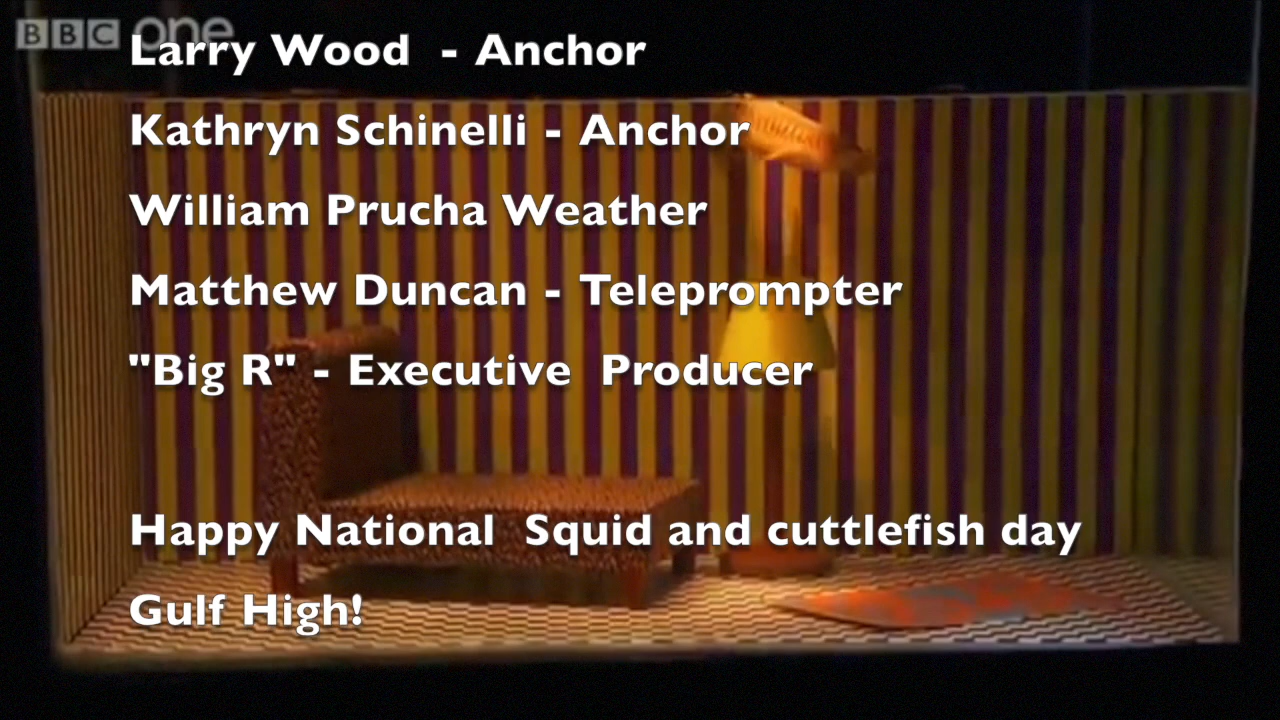 BBC one
Larry Wood  - Anchor
Kathryn Schinelli - Anchor
William Prucha Weather
Matthew Duncan - Teleprompter
"Big R" - Executive  Producer
Happy National  Squid and cuttlefish day
Gulf High!